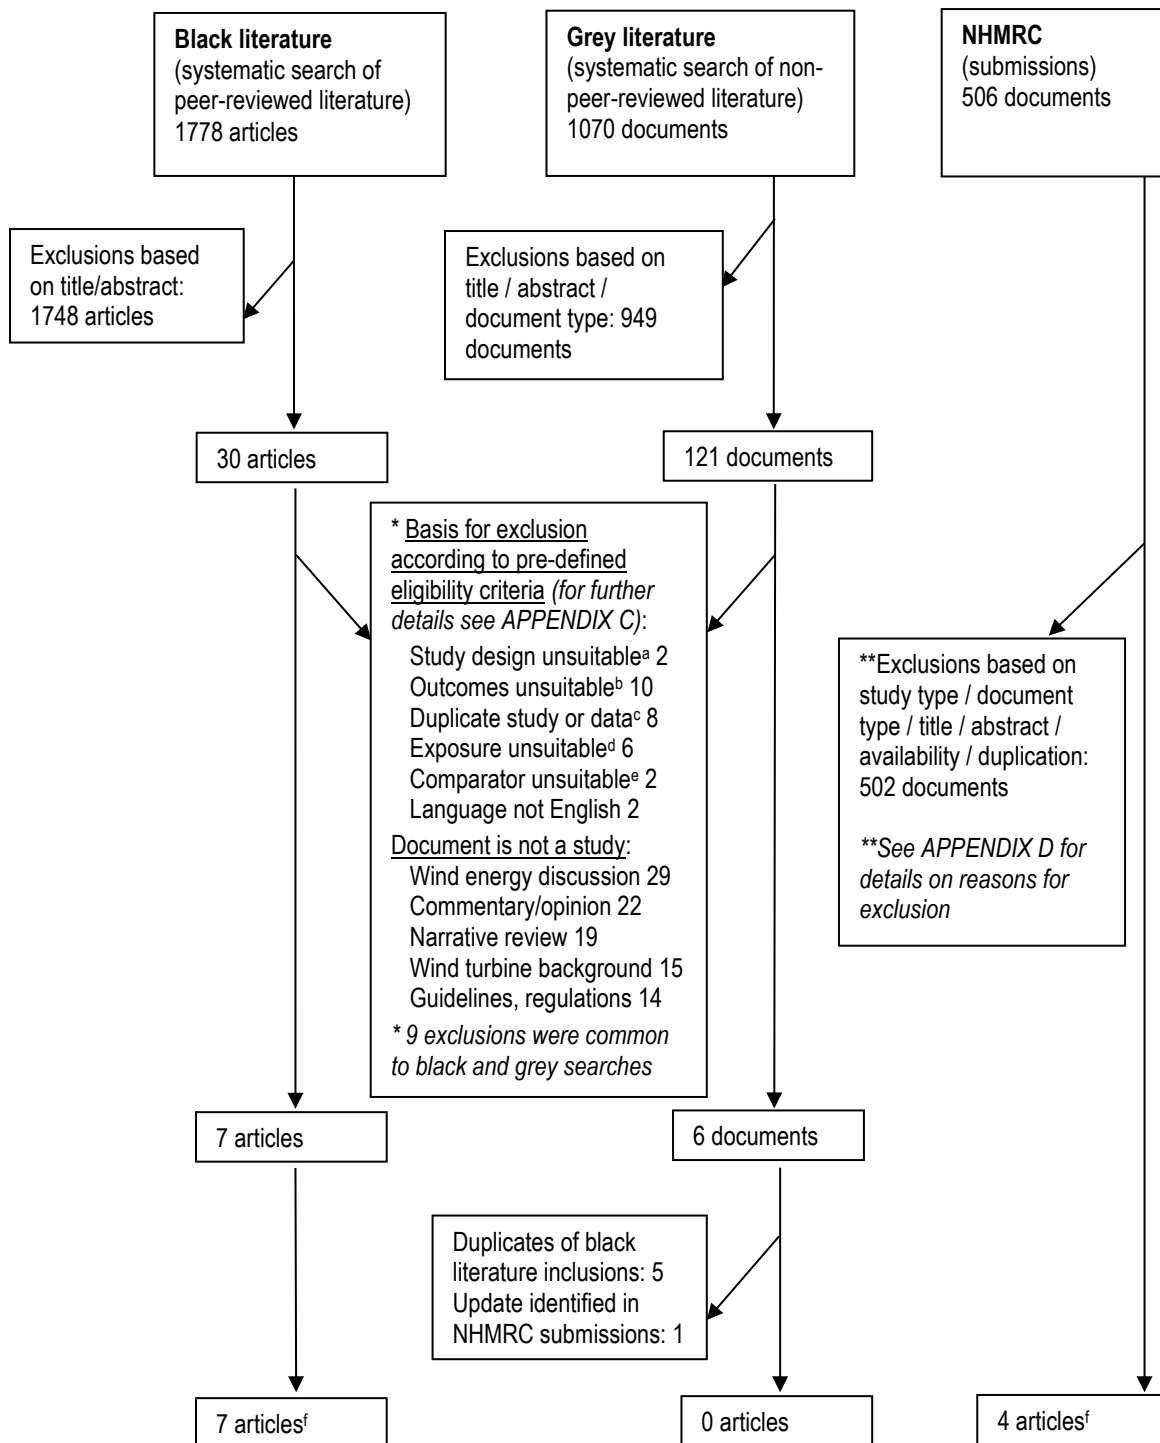 Black literature
(systematic search of
peer-reviewed literature)
1778 articles
Grey literature
(systematic search of non-
peer-reviewed literature)
1070 documents
NHMRC
(submissions)
506 documents
Exclusions based
on title/abstract:
1748 articles
Exclusions based on
title / abstract /
document type: 949
documents
30 articles
121 documents
* Basis for exclusion
according to pre-defined
eligibility criteria (for further
details see APPENDIX C):
Study design unsuitableᵃ 2
Outcomes unsuitableᵇ 10
Duplicate study or dataᶜ 8
Exposure unsuitableᵈ 6
Comparator unsuitableᵉ 2
Language not English 2
Document is not a study:
Wind energy discussion 29
Commentary/opinion 22
Narrative review 19
Wind turbine background 15
Guidelines, regulations 14
* 9 exclusions were common
to black and grey searches
**Exclusions based on
study type / document
type / title / abstract /
availability / duplication:
502 documents
**See APPENDIX D for
details on reasons for
exclusion
7 articles
6 documents
Duplicates of black
literature inclusions: 5
Update identified in
NHMRC submissions: 1
7 articlesᶠ
0 articles
4 articlesᶠ